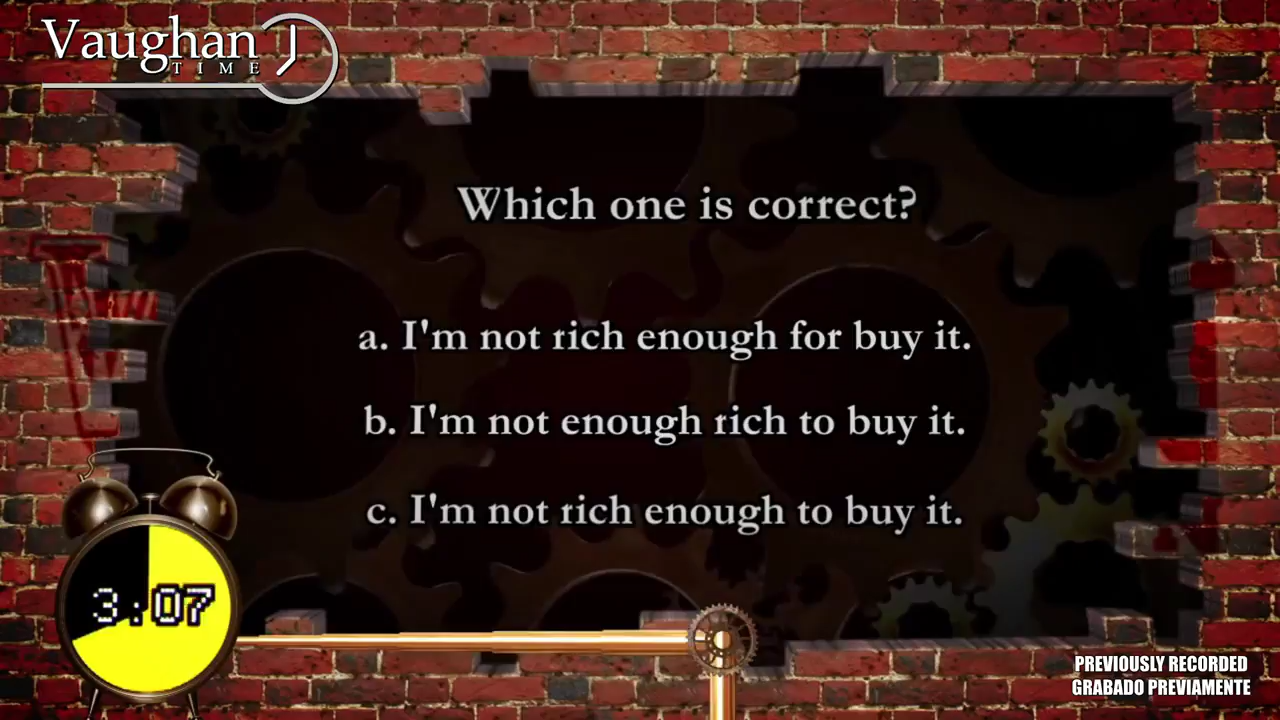 Vaughan
TIME
Which one is correct?
a. I'm not rich enough for buy it.
b. I'm not enough rich to buy it.
c. I'm not rich enough to buy it.
3:07
PREVIOUSLY RECORDED
GRABADO PREVIAMENTE